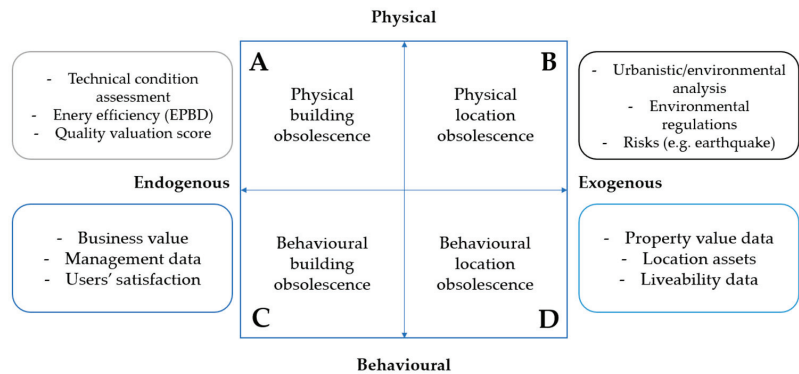 Physical
- Technical condition
assessment
- Enery efficiency (EPBD)
- Quality valuation score
A
Physical
building
obsolescence
B
Physical
location
obsolescence
- Urbanistic/environmental
analysis
- Environmental
regulations
- Risks (e.g. earthquake)
Endogenous
Exogenous
- Business value
- Management data
- Users' satisfaction
Behavioural
building
obsolescence
C
Behavioural
location
obsolescence
D
- Property value data
- Location assets
- Liveability data
Behavioural